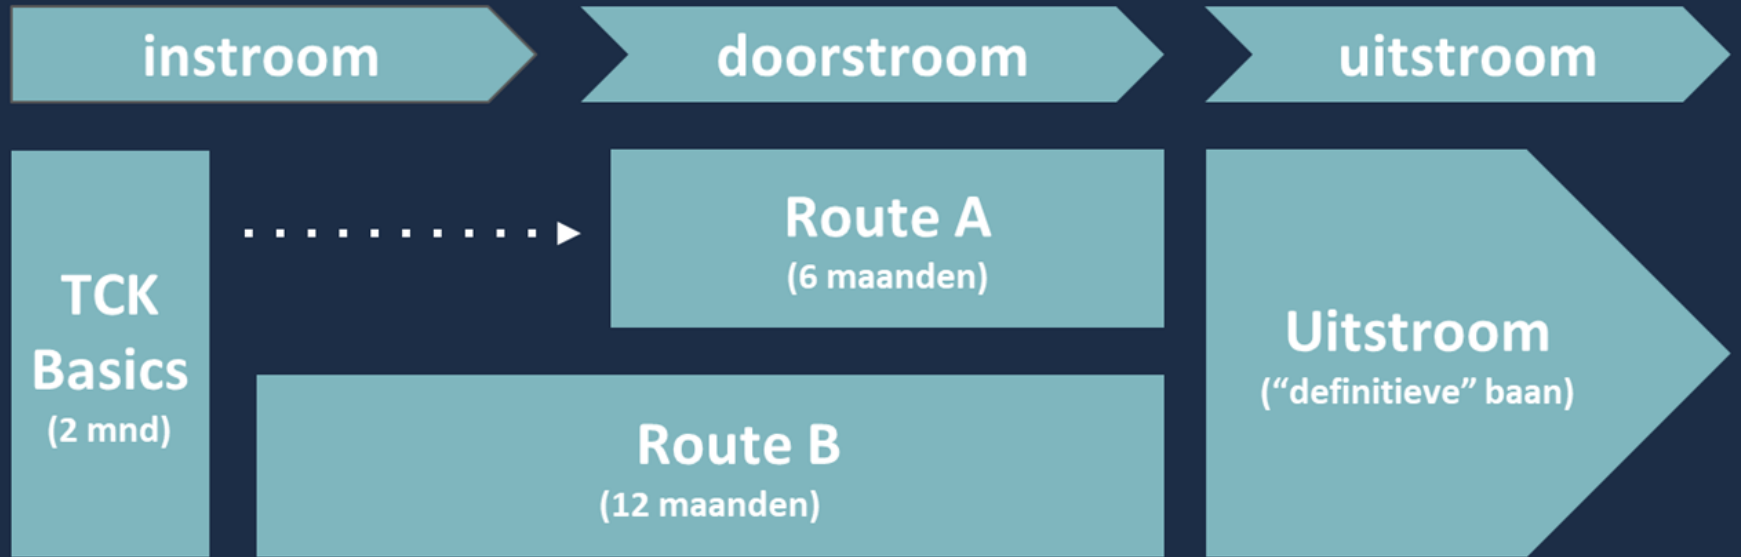 instroom
doorstroom
uitstroom
TCK
Basics
(2 mnd)
Route A
(6 maanden)
Route B
(12 maanden)
Uitstroom
(“definitieve” baan)